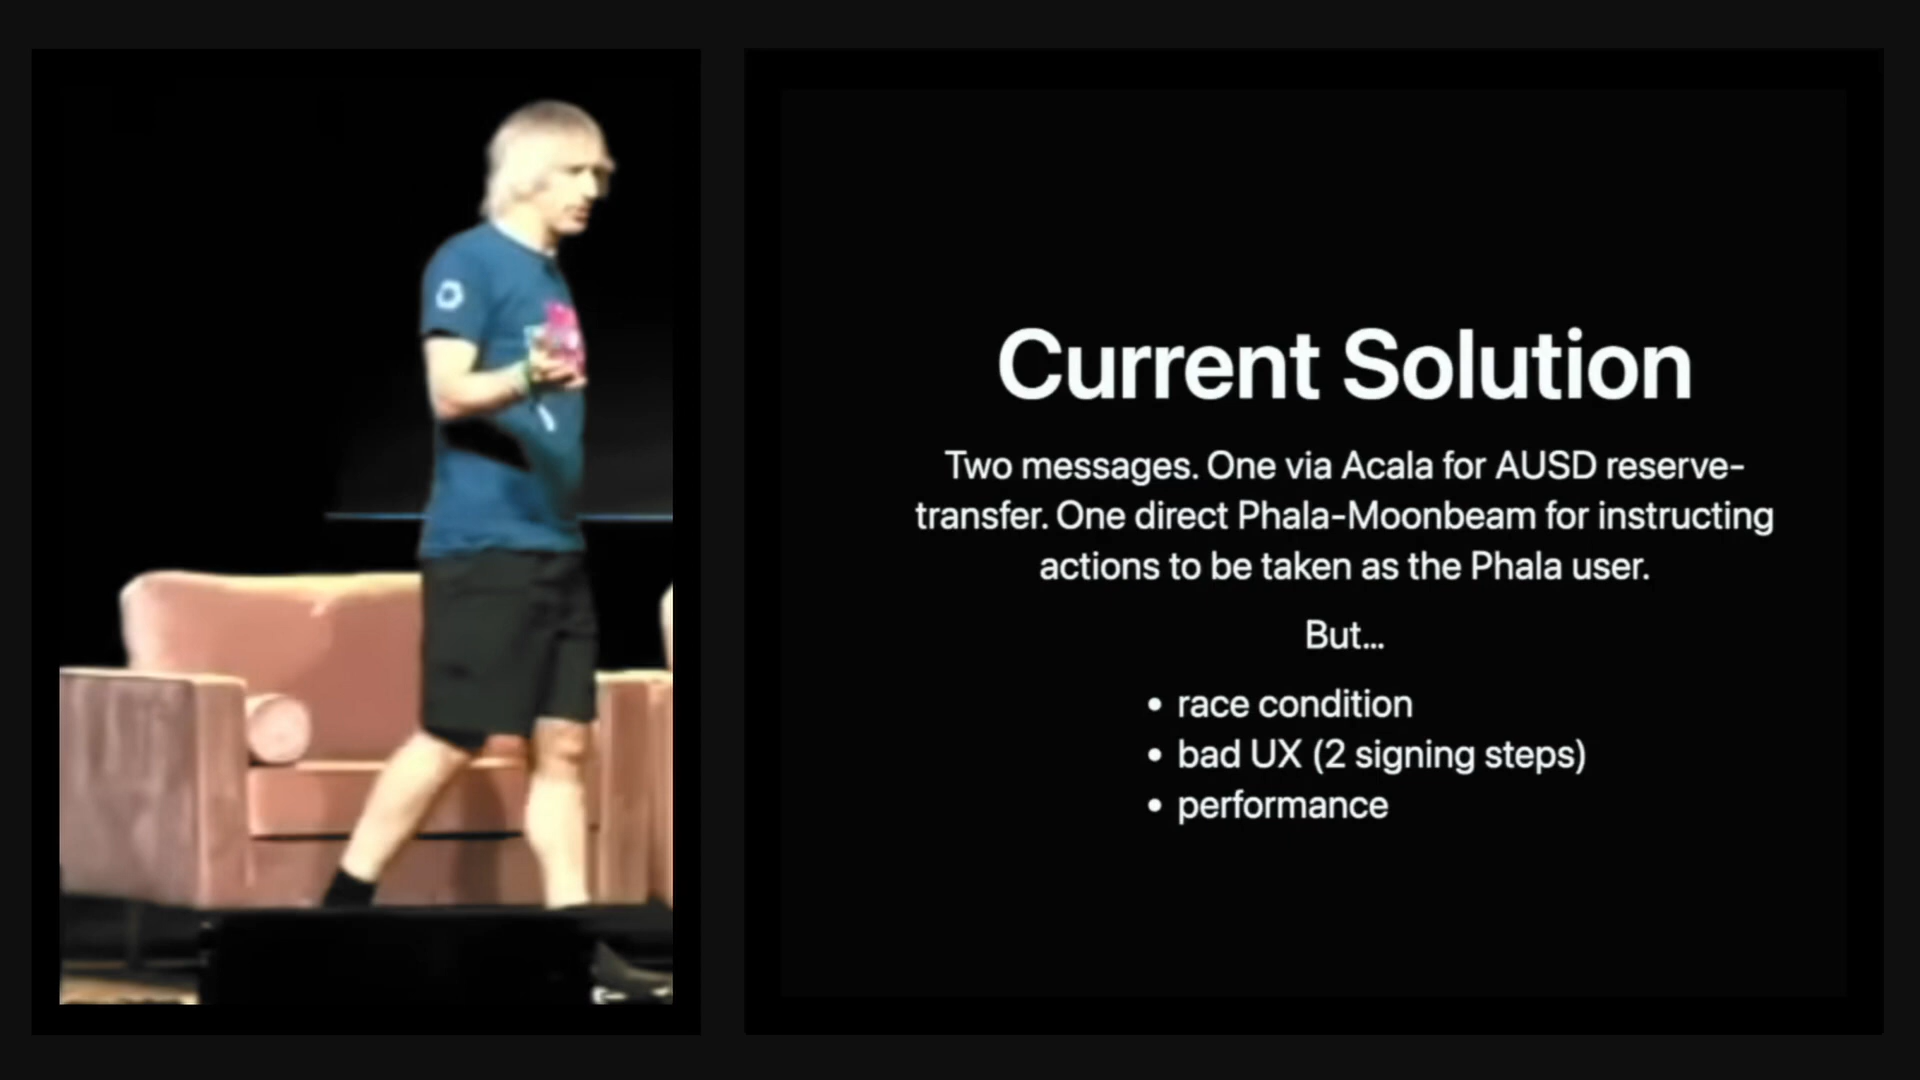 Current Solution
Two messages. One via Acala for AUSD reserve-
transfer. One direct Phala-Moonbeam for instructing
actions to be taken as the Phala user.
But...
• race condition
• bad UX (2 signing steps)
• performance